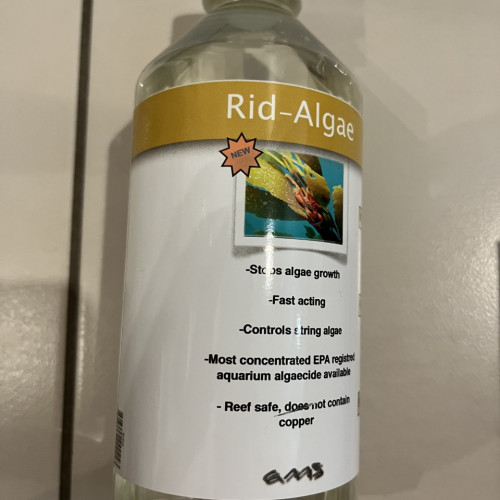 Rid-Algae
NEW
-Stops algae growth
-Fast acting
-Controls string algae
-Most concentrated EPA registred
aquarium algaecide available
- Reef safe, does not contain
copper